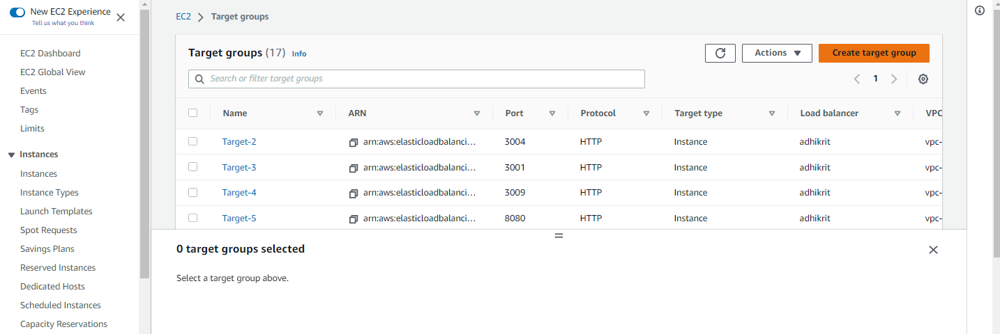 New EC2 Experience
Tell us what you think
EC2 Dashboard
EC2 Global View
Events
Tags
Limits
Instances
Instances
Instance Types
Launch Templates
Spot Requests
Savings Plans
Reserved Instances
Dedicated Hosts
Scheduled Instances
Capacity Reservations
EC2 Target groups
Target groups (17) Info
Actions Create target group
Search or filter target groups
1
Name ARN Port Protocol Target type Load balancer VPC
Target-2 arn:aws:elasticloadbalanci... 3004 HTTP Instance adhikrit vpc-
Target-3 arn:aws:elasticloadbalanci... 3001 HTTP Instance adhikrit vpc-
Target-4 arn:aws:elasticloadbalanci... 3009 HTTP Instance adhikrit vpc-
Target-5 arn:aws:elasticloadbalanci... 8080 HTTP Instance adhikrit vpc-
0 target groups selected
Select a target group above.